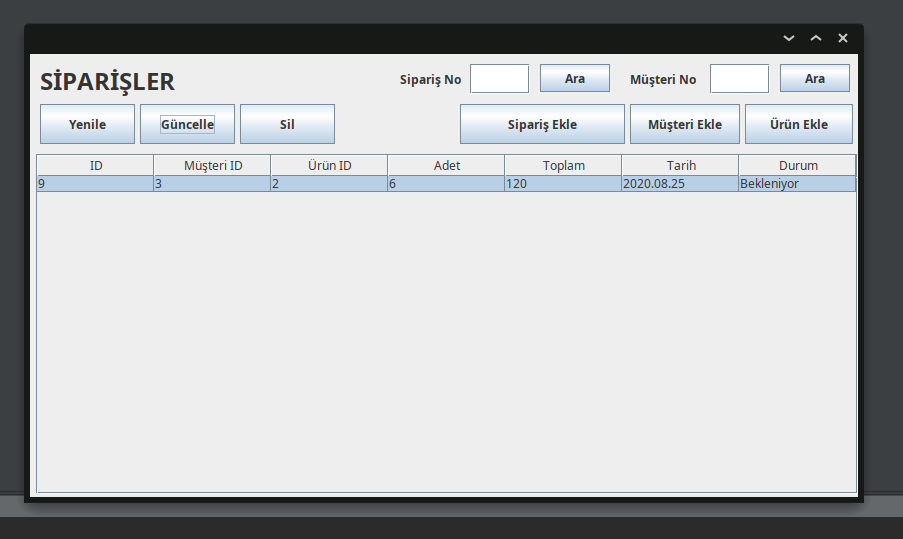 SİPARİŞLER
Sipariş No Ara Müşteri No Ara
Yenile Güncelle Sil Sipariş Ekle Müşteri Ekle Ürün Ekle
ID Müşteri ID Ürün ID Adet Toplam Tarih Durum
9 3 2 6 120 2020.08.25 Bekleniyor